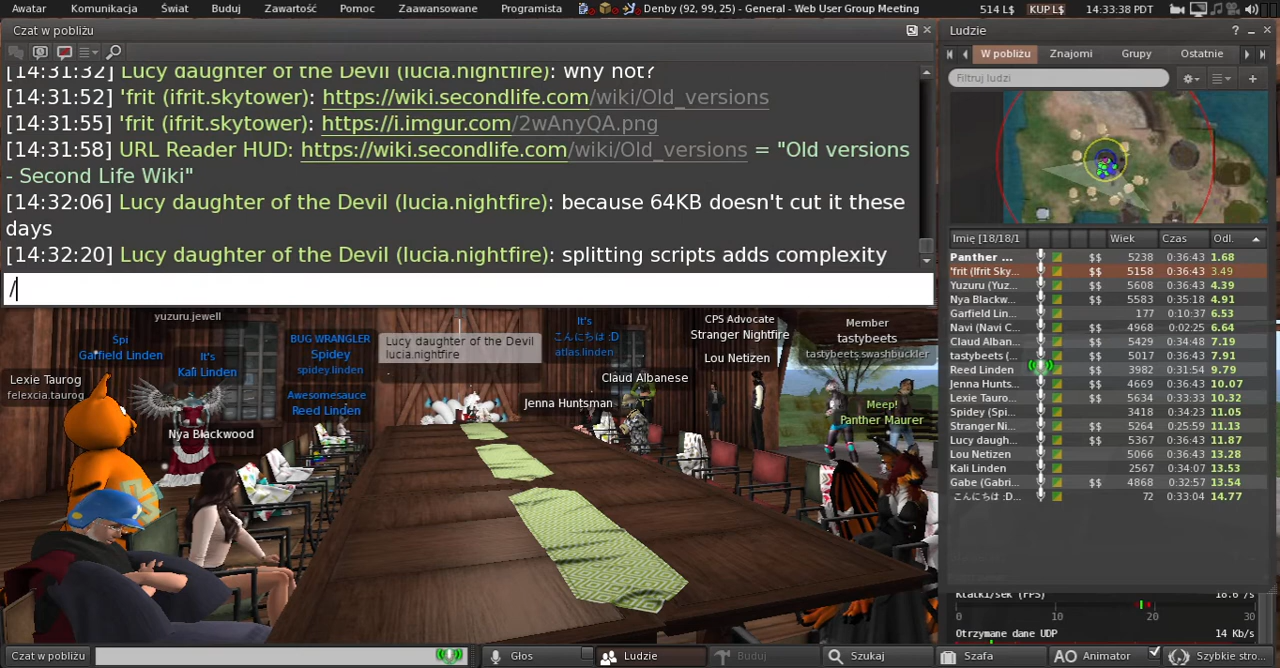 Awatar Komunikacja Świat Buduj Zawartość Pomoc Zaawansowane Programista Denby (92, 99, 25) - General - Web User Group Meeting 514 L$ KUP L$ 14:33:38 PDT
Czat w pobliżu
[14:31:32] Lucy daughter of the Devil (lucia.nightfire): why not?
[14:31:52] 'frit (ifrit.skytower): https://wiki.secondlife.com/wiki/Old_versions
[14:31:55] 'frit (ifrit.skytower): https://i.imgur.com/2wAnyQA.png
[14:31:58] URL Reader HUD: https://wiki.secondlife.com/wiki/Old_versions = "Old versions
- Second Life Wiki"
[14:32:06] Lucy daughter of the Devil (lucia.nightfire): because 64KB doesn't cut it these
days
[14:32:20] Lucy daughter of the Devil (lucia.nightfire): splitting scripts adds complexity
/
yuzuru.jewell
Spi
Garfield Linden
It's
Kali Linden
BUG WRANGLER
Spidey
spidey.linden
Awesomesauce
Reed Linden
Lucy daughter of the Devil
lucia.nightfire
It's
こんにちは :D
atlas.linden
CPS Advocate
Stranger Nightfire
Lou Netizen
Member
tastybeets
tastybeets.swashbuckler
Lexie Taurog
felexcia.taurog
Nya Blackwood
Jenna Huntsman
Claud Albanese
Meep!
Panther Maurer
Ludzie
W pobliżu Znajomi Grupy Ostatnie
Filtruj ludzi
Imię [18/18/1 Wiek Czas Odl.
Panther ... $$ 5238 0:36:43 1.68
'frit (Ifrit Sky... $$ 5158 0:36:43 3.49
Yuzuru (Yuz... $$ 5608 0:36:43 4.39
Nya Blackw... $$ 5583 0:35:18 4.91
Garfield Lin... 177 0:10:37 6.53
Navi (Navi C... $$ 4968 0:02:25 6.64
Claud Alban... $$ 5429 0:34:48 7.19
tastybeets (... $$ 5017 0:36:43 7.91
Reed Linden 3982 0:31:54 9.79
Jenna Hunts... $$ 4669 0:36:43 10.07
Lexie Tauro... $$ 5634 0:33:33 10.32
Spidey (Spi... 3418 0:34:23 11.05
Stranger Ni... $$ 5264 0:25:59 11.13
Lucy daugh... $$ 5367 0:36:43 11.87
Lou Netizen 5066 0:36:43 13.28
Kali Linden 2567 0:34:07 13.53
Gabe (Gabri... $$ 4868 0:32:57 13.54
こんにちは :D... 72 0:33:04 14.77
Klatki/sek (FPS) 18.6 /s
0 10 20 30
Otrzymane dane UDP 14 Kb/s
Czat w pobliżu Głos Ludzie Buduj Szukaj Szafa AO Animator Szybkie stro...